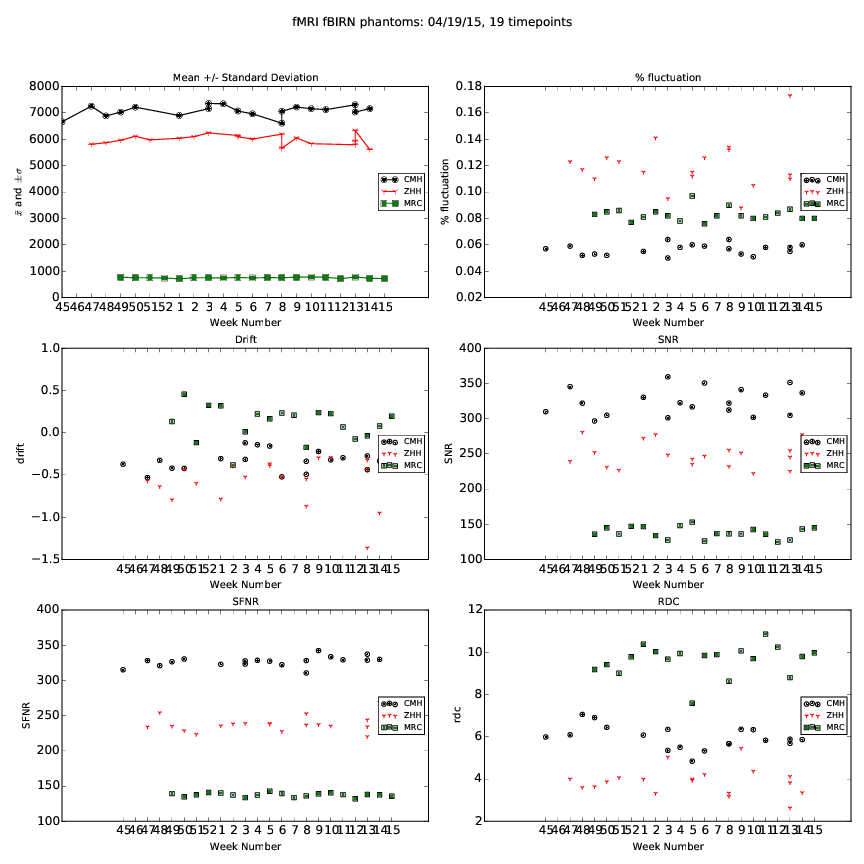 fMRI fBIRN phantoms: 04/19/15, 19 timepoints
Mean +/- Standard Deviation
8000
7000
6000
5000
4000
3000
2000
1000
0
x̄ and ±σ
CMH
ZHH
MRC
45 46 47 48 49 50 51 52 1 2 3 4 5 6 7 8 9 10 11 12 13 14 15
Week Number
% fluctuation
0.18
0.16
0.14
0.12
0.10
0.08
0.06
0.04
0.02
% fluctuation
CMH
ZHH
MRC
45 46 47 48 49 50 51 52 1 2 3 4 5 6 7 8 9 10 11 12 13 14 15
Week Number
Drift
1.0
0.5
0.0
−0.5
−1.0
−1.5
drift
CMH
ZHH
MRC
45 46 47 48 49 50 51 52 1 2 3 4 5 6 7 8 9 10 11 12 13 14 15
Week Number
SNR
400
350
300
250
200
150
100
SNR
CMH
ZHH
MRC
45 46 47 48 49 50 51 52 1 2 3 4 5 6 7 8 9 10 11 12 13 14 15
Week Number
SFNR
400
350
300
250
200
150
100
SFNR
CMH
ZHH
MRC
45 46 47 48 49 50 51 52 1 2 3 4 5 6 7 8 9 10 11 12 13 14 15
Week Number
RDC
12
10
8
6
4
2
rdc
CMH
ZHH
MRC
45 46 47 48 49 50 51 52 1 2 3 4 5 6 7 8 9 10 11 12 13 14 15
Week Number